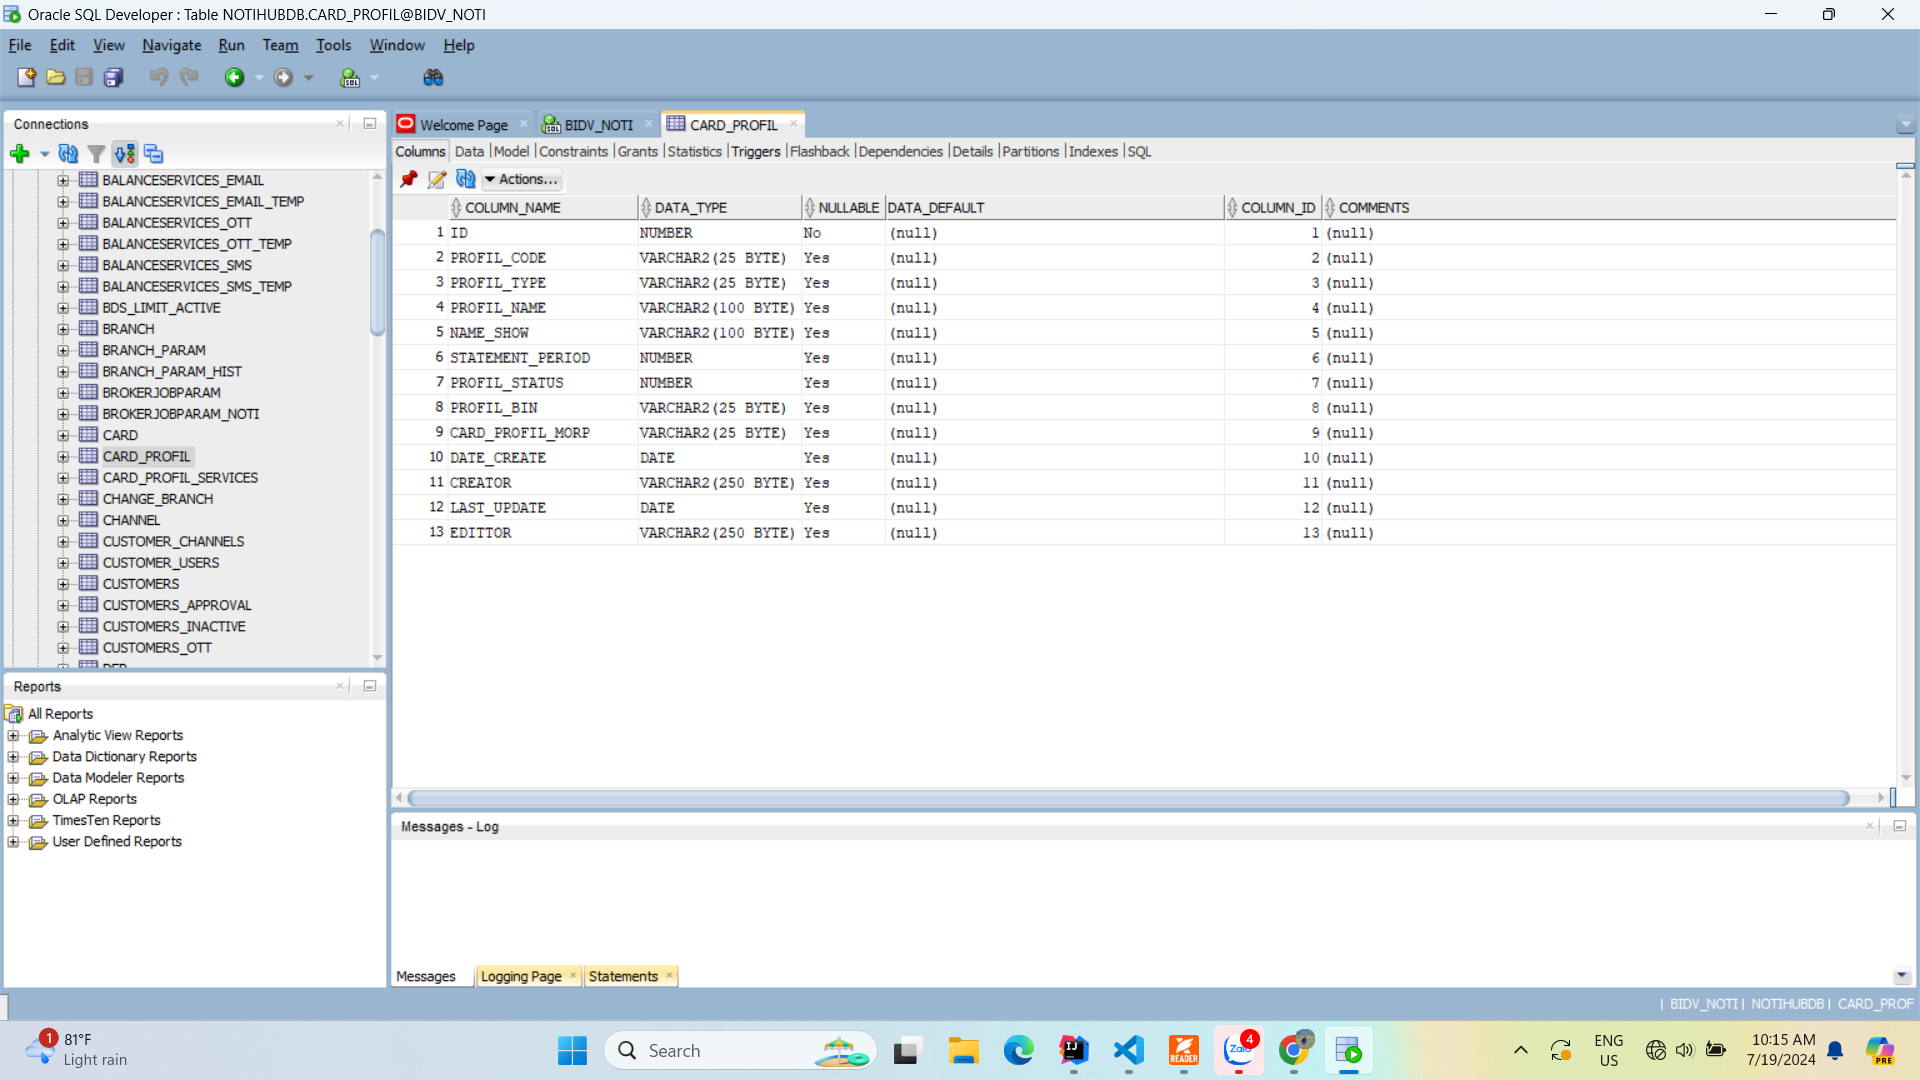 Oracle SQL Developer : Table NOTIHUBDB.CARD_PROFIL@BIDV_NOTI
File Edit View Navigate Run Team Tools Window Help
Connections
BALANCESERVICES_EMAIL
BALANCESERVICES_EMAIL_TEMP
BALANCESERVICES_OTT
BALANCESERVICES_OTT_TEMP
BALANCESERVICES_SMS
BALANCESERVICES_SMS_TEMP
BDS_LIMIT_ACTIVE
BRANCH
BRANCH_PARAM
BRANCH_PARAM_HIST
BROKERJOBPARAM
BROKERJOBPARAM_NOTI
CARD
CARD_PROFIL
CARD_PROFIL_SERVICES
CHANGE_BRANCH
CHANNEL
CUSTOMER_CHANNELS
CUSTOMER_USERS
CUSTOMERS
CUSTOMERS_APPROVAL
CUSTOMERS_INACTIVE
CUSTOMERS_OTT
Reports
All Reports
Analytic View Reports
Data Dictionary Reports
Data Modeler Reports
OLAP Reports
TimesTen Reports
User Defined Reports
Welcome Page BIDV_NOTI CARD_PROFIL
Columns Data Model Constraints Grants Statistics Triggers Flashback Dependencies Details Partitions Indexes SQL
Actions...
COLUMN_NAME DATA_TYPE NULLABLE DATA_DEFAULT COLUMN_ID COMMENTS
1 ID NUMBER No (null) 1 (null)
2 PROFIL_CODE VARCHAR2(25 BYTE) Yes (null) 2 (null)
3 PROFIL_TYPE VARCHAR2(25 BYTE) Yes (null) 3 (null)
4 PROFIL_NAME VARCHAR2(100 BYTE) Yes (null) 4 (null)
5 NAME_SHOW VARCHAR2(100 BYTE) Yes (null) 5 (null)
6 STATEMENT_PERIOD NUMBER Yes (null) 6 (null)
7 PROFIL_STATUS NUMBER Yes (null) 7 (null)
8 PROFIL_BIN VARCHAR2(25 BYTE) Yes (null) 8 (null)
9 CARD_PROFIL_MORP VARCHAR2(25 BYTE) Yes (null) 9 (null)
10 DATE_CREATE DATE Yes (null) 10 (null)
11 CREATOR VARCHAR2(250 BYTE) Yes (null) 11 (null)
12 LAST_UPDATE DATE Yes (null) 12 (null)
13 EDITTOR VARCHAR2(250 BYTE) Yes (null) 13 (null)
Messages - Log
Messages Logging Page Statements
| BIDV_NOTI | NOTIHUBDB | CARD_PROF
1 81°F
Light rain
Search
READER
Zalo 4
ENG
US
10:15 AM
7/19/2024
PRE